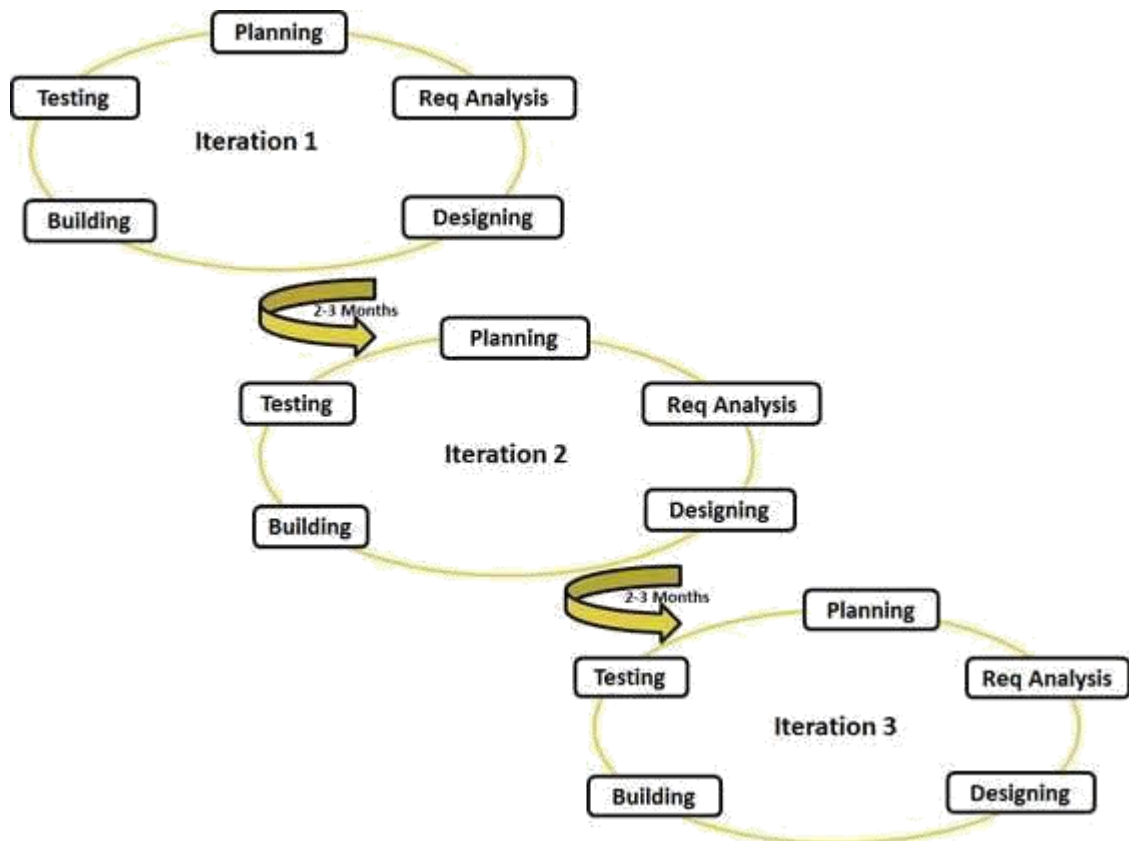 Planning
Testing
Req Analysis
Iteration 1
Building
Designing
2-3 Months
Planning
Testing
Req Analysis
Iteration 2
Building
Designing
2-3 Months
Planning
Testing
Req Analysis
Iteration 3
Building
Designing